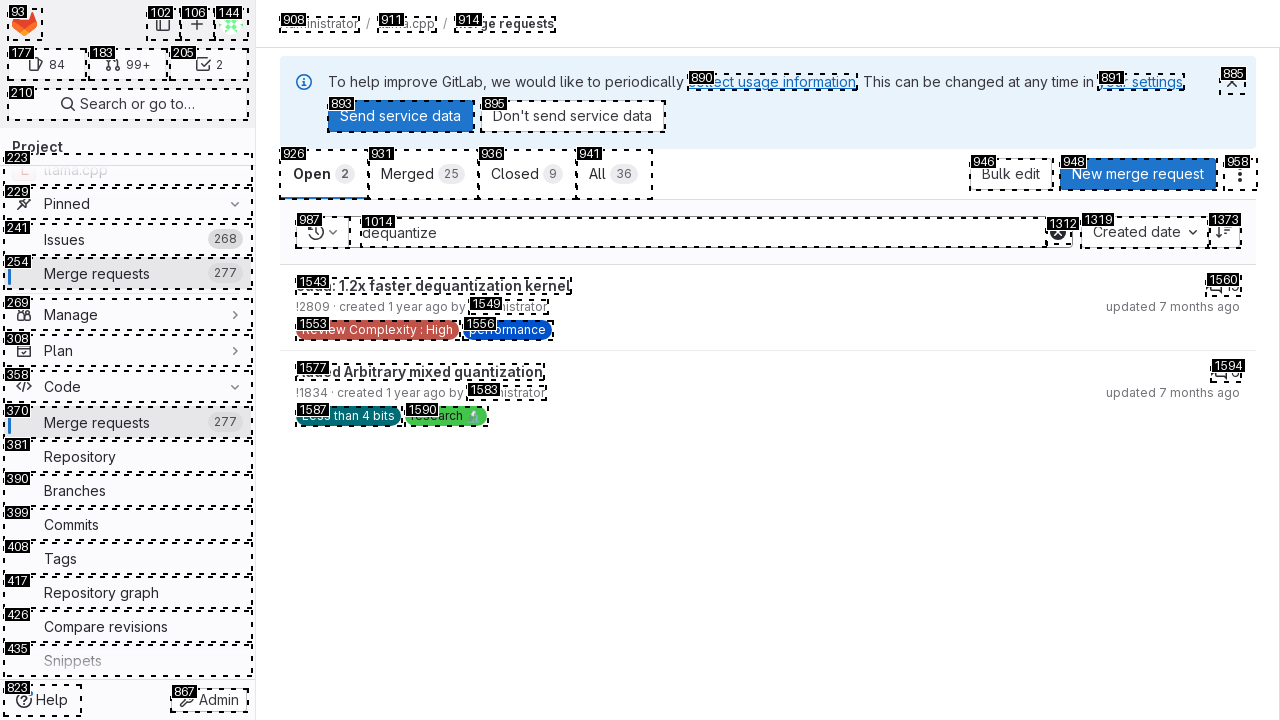 93
102
106
144
177
84
183
99+
205
2
210
Search or go to…
Project
223
llama.cpp
229
Pinned
241
Issues
268
254
Merge requests
277
269
Manage
308
Plan
358
Code
370
Merge requests
277
381
Repository
390
Branches
399
Commits
408
Tags
417
Repository graph
426
Compare revisions
435
Snippets
823
Help
867
Admin
908
/
911
/
914
requests
To help improve GitLab, we would like to periodically
890
collect usage information. This can be changed at any time in
891
your settings.
885
893
Send service data
895
Don't send service data
926
Open 2
931
Merged 25
936
Closed 9
941
All 36
946
Bulk edit
948
New merge request
958
987
1014
dequantize
1312
1319
Created date
1373
1543
1.2x faster dequantization kernel
1560
!2809 · created 1 year ago by
1549
updated 7 months ago
1553
Review Complexity : High
1556
performance
1577
Added Arbitrary mixed quantization
1594
!1834 · created 1 year ago by
1583
updated 7 months ago
1587
Less than 4 bits
1590
research